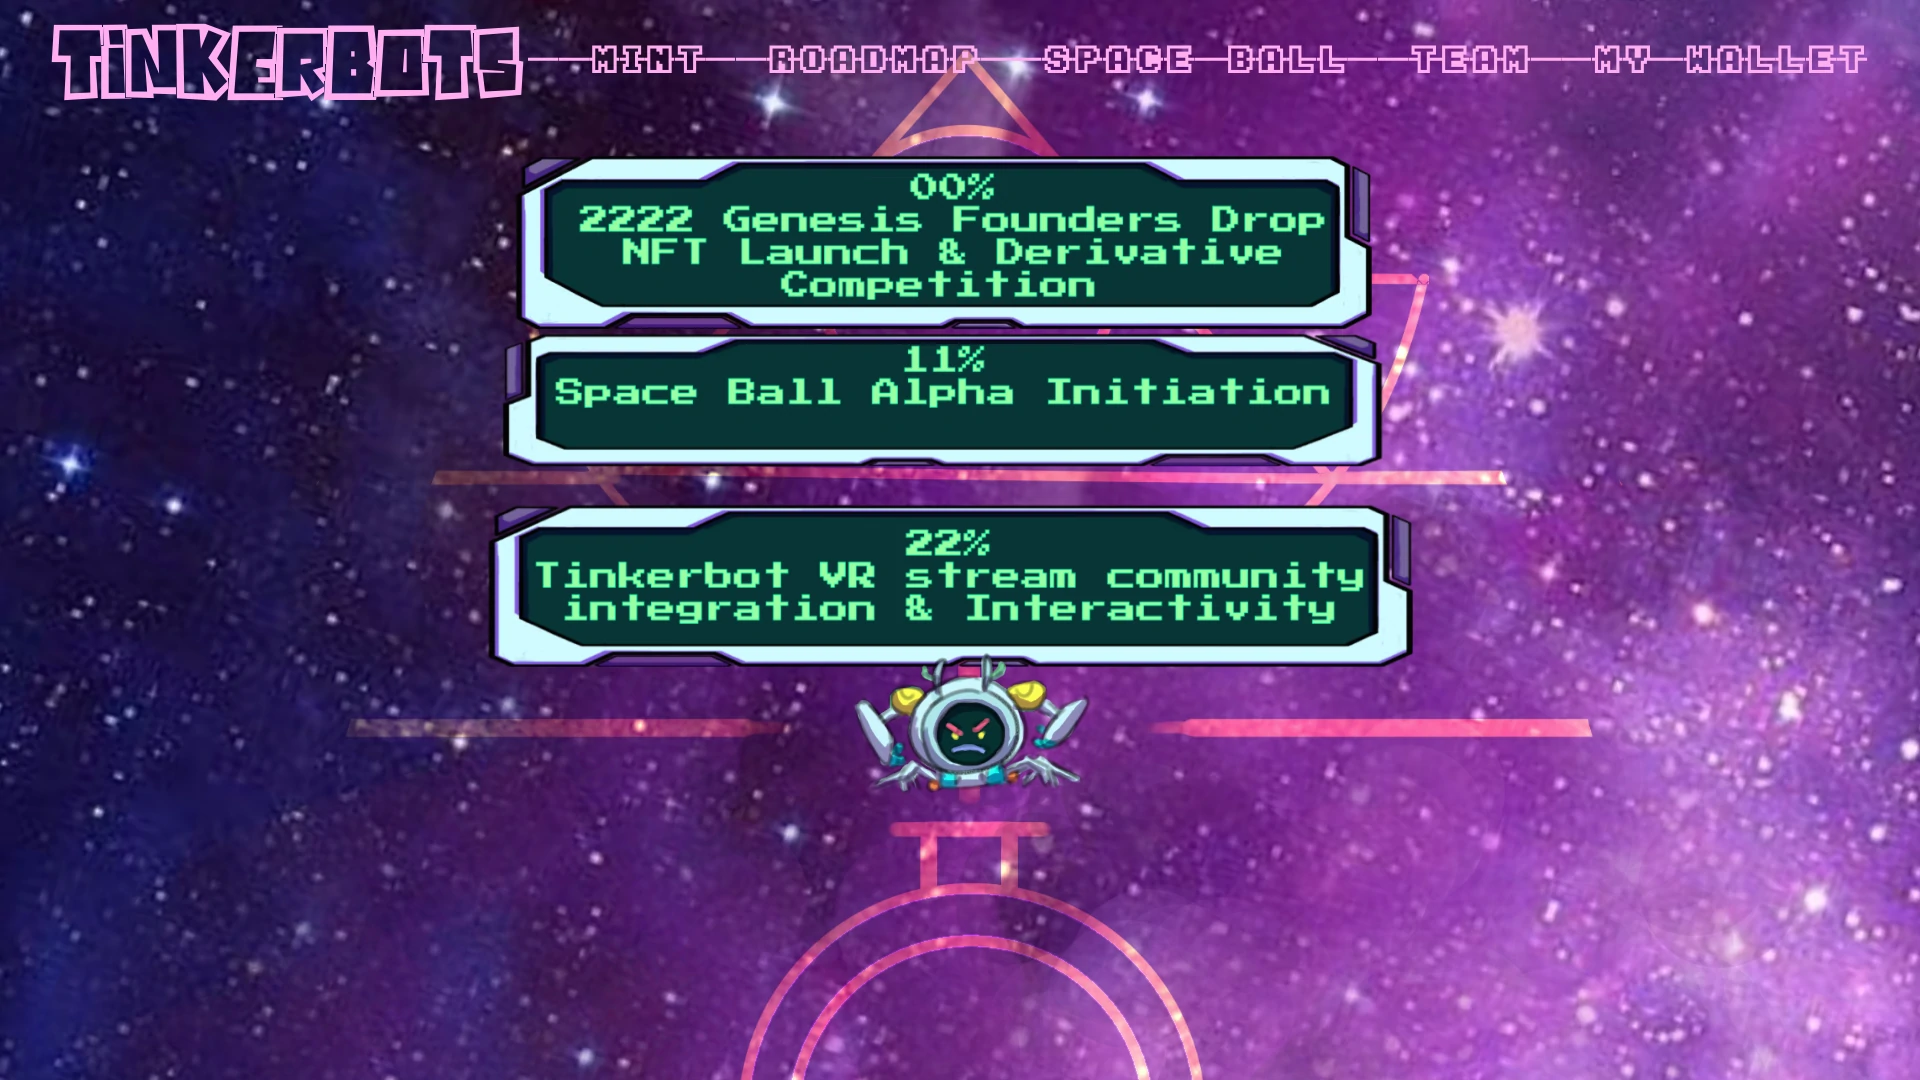 TiNKERBOTS MINT ROADMAP SPACE BALL TEAM MY WALLET
00%
2222 Genesis Founders Drop
NFT Launch & Derivative
Competition
11%
Space Ball Alpha Initiation
22%
Tinkerbot VR stream community
integration & Interactivity